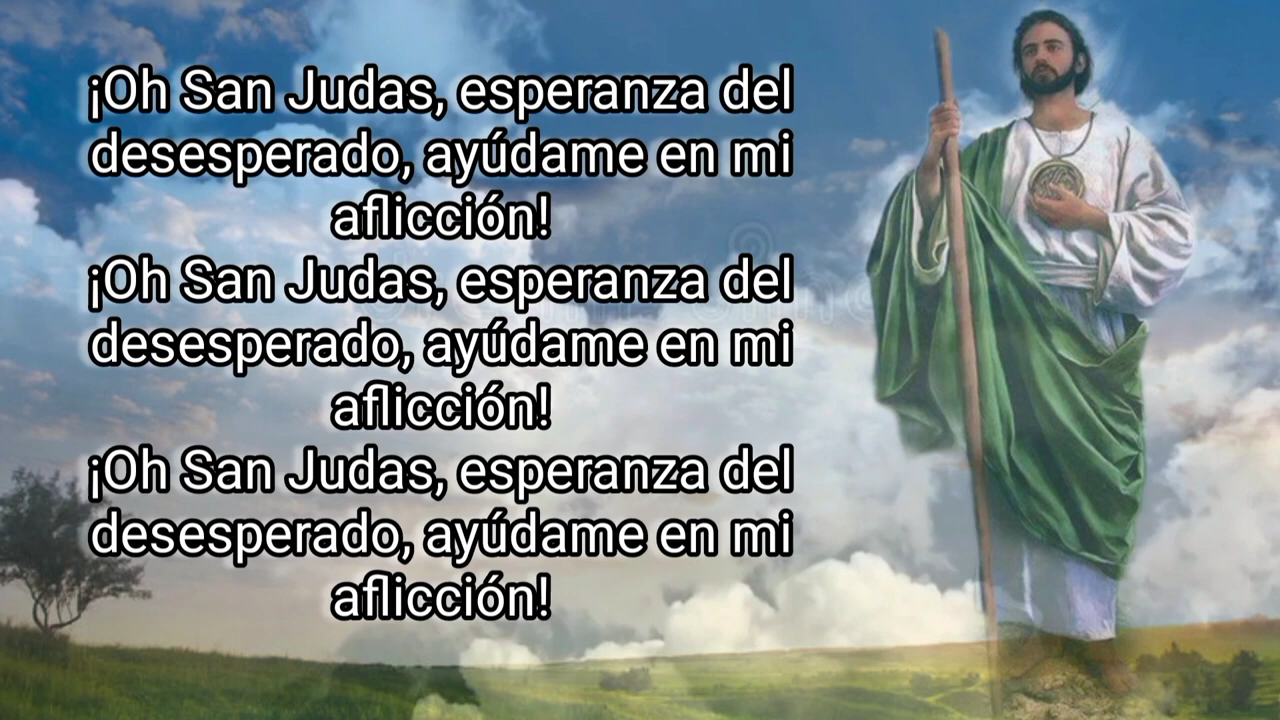 ¡Oh San Judas, esperanza del
desesperado, ayúdame en mi
aflicción!
¡Oh San Judas, esperanza del
desesperado, ayúdame en mi
aflicción!
¡Oh San Judas, esperanza del
desesperado, ayúdame en mi
aflicción!